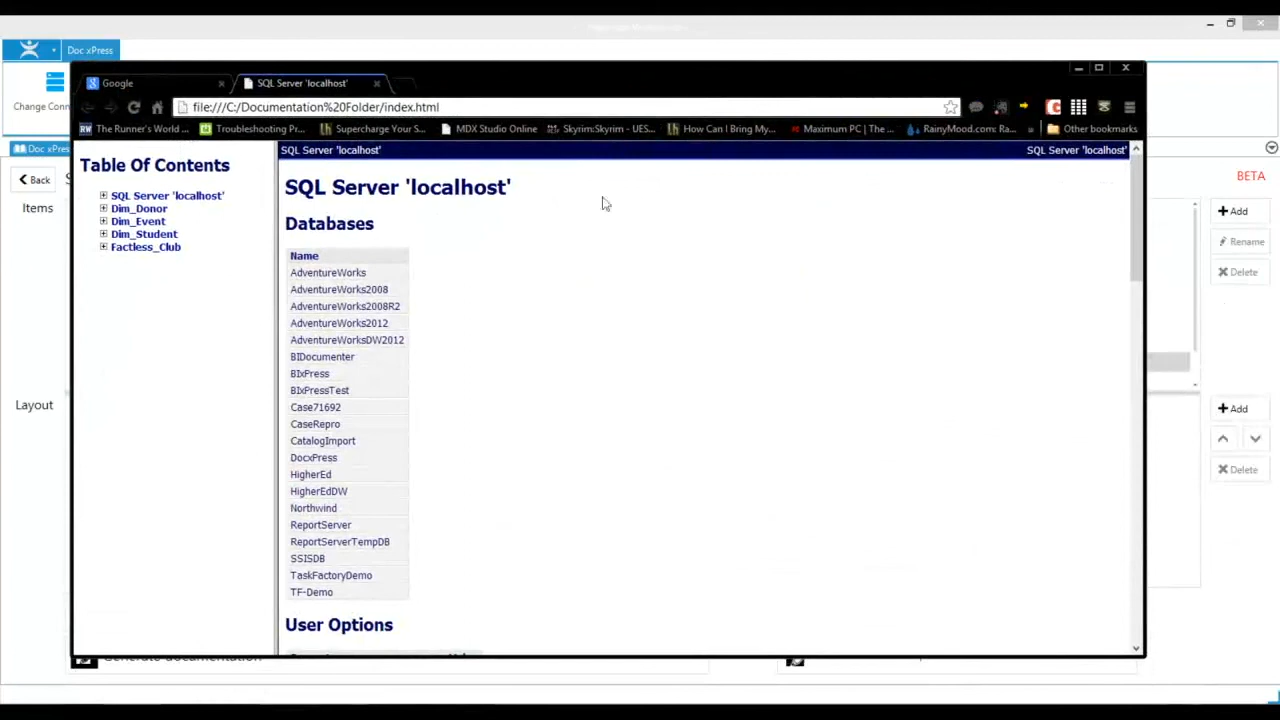 Doc xPress
Change Conn
Google
SQL Server 'localhost'
file:///C:/Documentation%20Folder/index.html
RW The Runner's World ...
Troubleshooting Pr...
Supercharge Your S...
MDX Studio Online
Skyrim:Skyrim - UES...
How Can I Bring My...
Maximum PC | The ...
RainyMood.com: Ra...
»
Other bookmarks
Doc xPres
Back
BETA
Items
Layout
Add
Rename
Delete
Add
Delete
Table Of Contents
SQL Server 'localhost'
Dim_Donor
Dim_Event
Dim_Student
Factless_Club
SQL Server 'localhost'
SQL Server 'localhost'
SQL Server 'localhost'
Databases
Name
AdventureWorks
AdventureWorks2008
AdventureWorks2008R2
AdventureWorks2012
AdventureWorksDW2012
BIDocumenter
BIxPress
BIxPressTest
Case71692
CaseRepro
CatalogImport
DocxPress
HigherEd
HigherEdDW
Northwind
ReportServer
ReportServerTempDB
SSISDB
TaskFactoryDemo
TF-Demo
User Options
Generate documentation